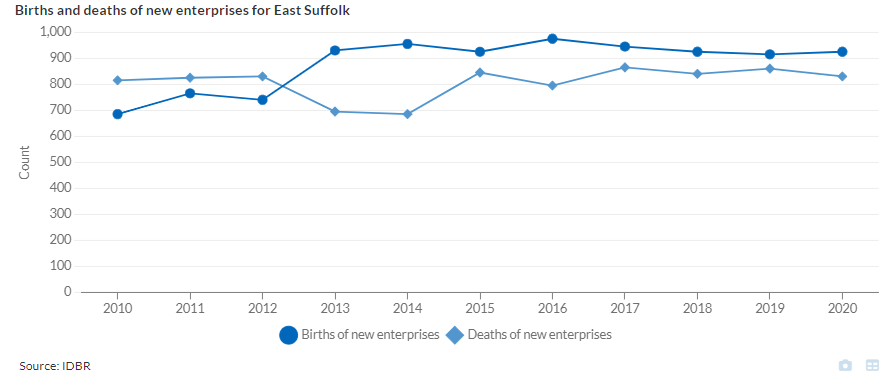 Births and deaths of new enterprises for East Suffolk
1,000
900
800
700
600
500
400
300
200
100
0
Count
2010 2011 2012 2013 2014 2015 2016 2017 2018 2019 2020
Births of new enterprises Deaths of new enterprises
Source: IDBR